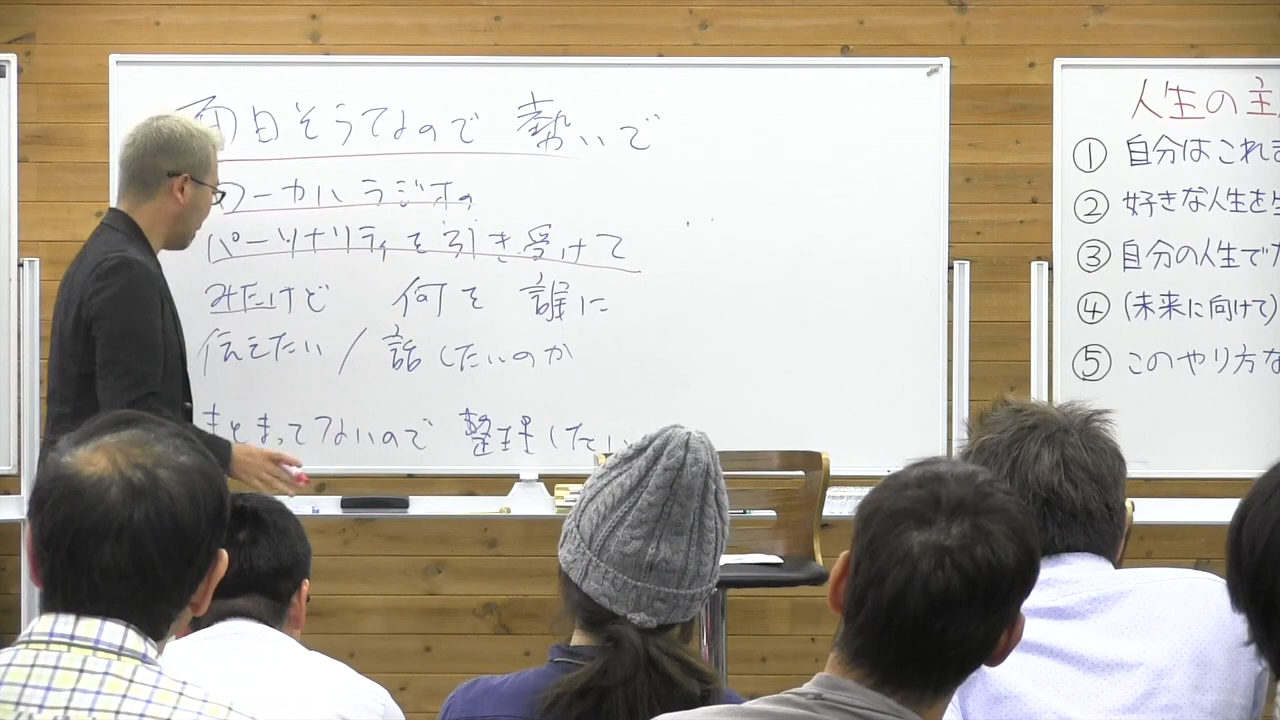 面白そうなので 勢いで
ローカルラジオの
パーソナリティを引き受けて
みたけど 何を 誰に
伝えたい / 話したいのか
まとまってないので 整理したい
人生の主
① 自分はこれま
② 好きな人生を生
③ 自分の人生で
④ (未来に向けて)
⑤ このやり方な